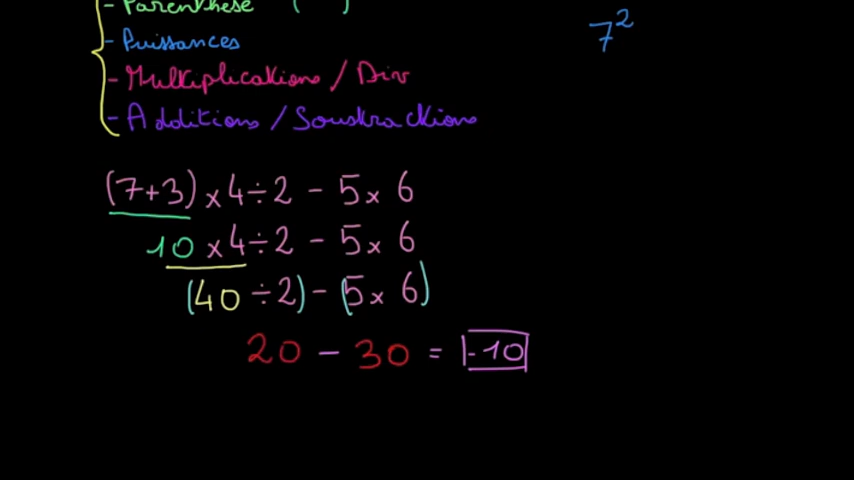 - Parenthèse ( )
- Puissances
7²
- Multiplications / Div
- Additions / Soustractions
(7+3) × 4 ÷ 2 - 5 × 6
10 × 4 ÷ 2 - 5 × 6
(40 ÷ 2) - (5 × 6)
20 - 30 = -10